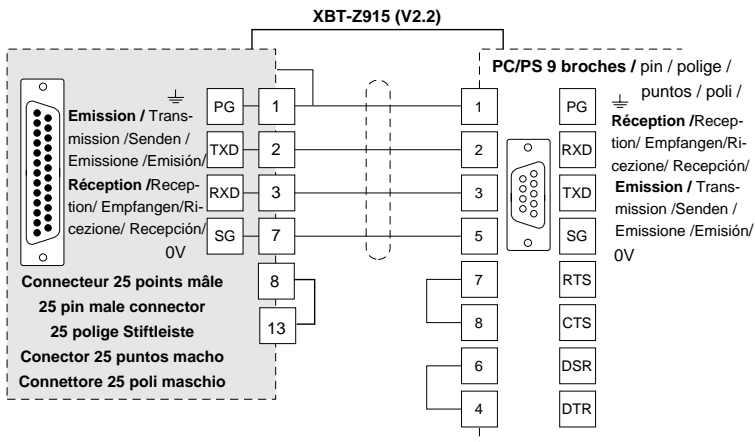 XBT-Z915 (V2.2)
Emission / Trans-
mission /Senden /
Emissione /Emisión/
Réception /Recep-
tion/ Empfangen/Ri-
cezione/ Recepción/
0V
PG 1
TXD 2
RXD 3
SG 7
8
13
Connecteur 25 points mâle
25 pin male connector
25 polige Stiftleiste
Conector 25 puntos macho
Connettore 25 poli maschio
PC/PS 9 broches / pin / polige /
puntos / poli /
1 PG
2 RXD
3 TXD
5 SG
7 RTS
8 CTS
6 DSR
4 DTR
Réception /Recep-
tion/ Empfangen/Ri-
cezione/ Recepción/
Emission / Trans-
mission /Senden /
Emissione /Emisión/
0V